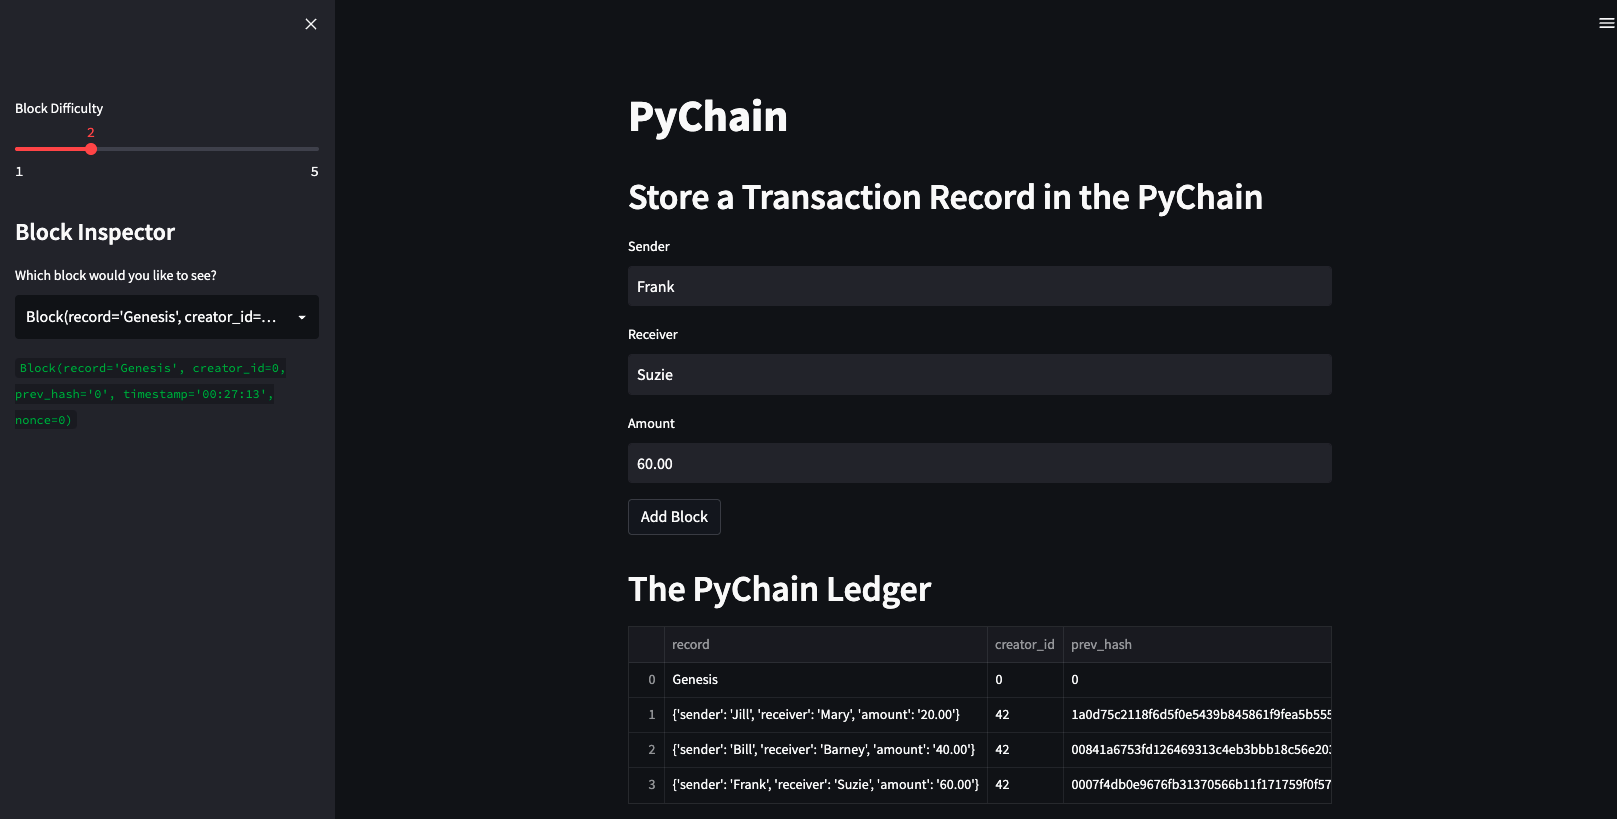 Block Difficulty
2
1 5
Block Inspector
Which block would you like to see?
Block(record='Genesis', creator_id=...
Block(record='Genesis', creator_id=0,
prev_hash='0', timestamp='00:27:13',
nonce=0)
PyChain
Store a Transaction Record in the PyChain
Sender
Frank
Receiver
Suzie
Amount
60.00
Add Block
The PyChain Ledger
record creator_id prev_hash
0 Genesis 0 0
1 {'sender': 'Jill', 'receiver': 'Mary', 'amount': '20.00'} 42 1a0d75c2118f6d5f0e5439b845861f9fea5b555
2 {'sender': 'Bill', 'receiver': 'Barney', 'amount': '40.00'} 42 00841a6753fd126469313c4eb3bbb18c56e203
3 {'sender': 'Frank', 'receiver': 'Suzie', 'amount': '60.00'} 42 0007f4db0e9676fb31370566b11f171759f0f57